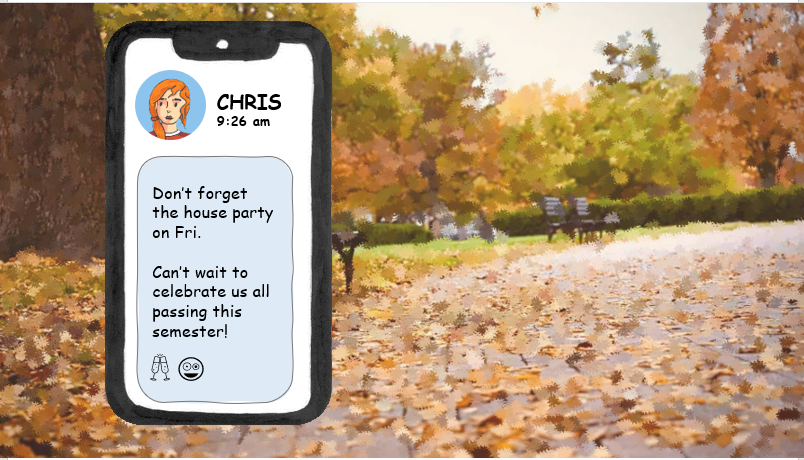 CHRIS
9:26 am
Don't forget
the house party
on Fri.
Can't wait to
celebrate us all
passing this
semester!